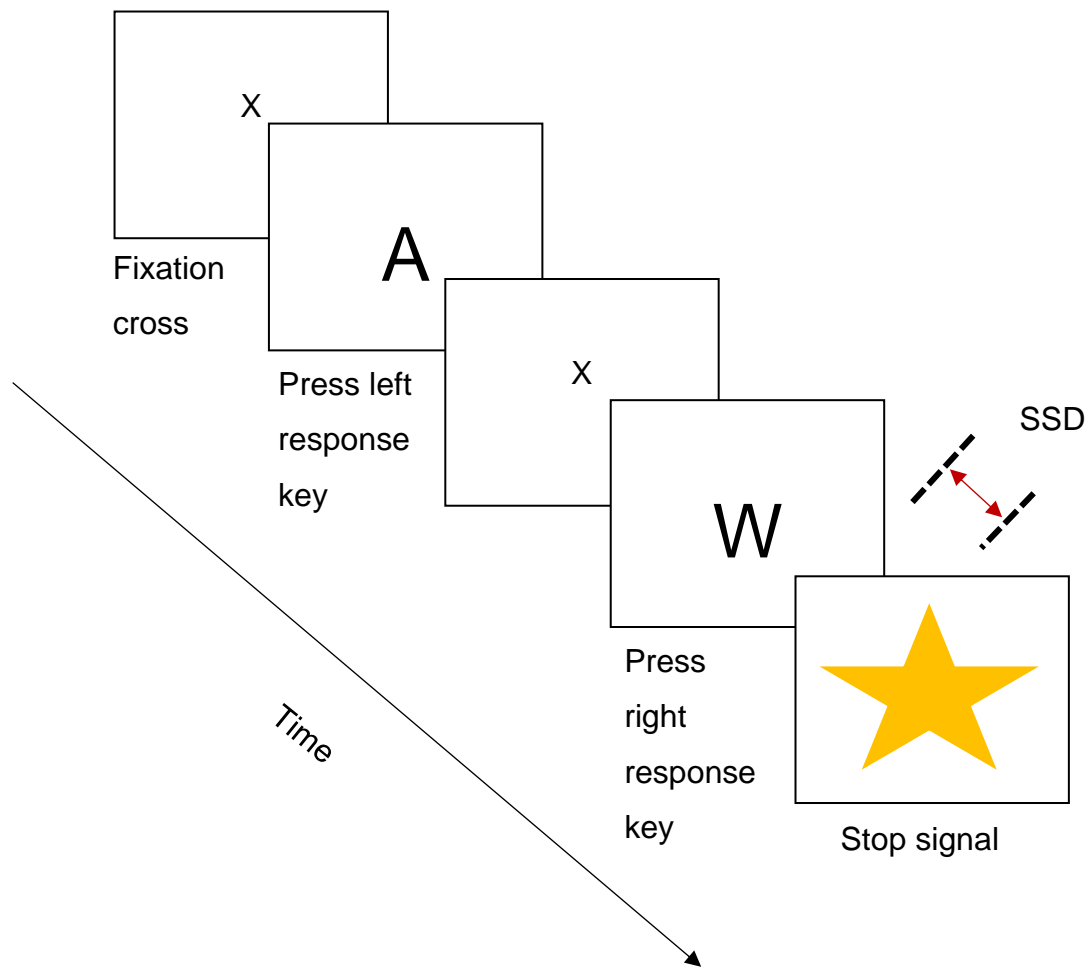 X
Fixation
cross
A
Press left
response
key
X
W
Press
right
response
key
SSD
Stop signal
Time